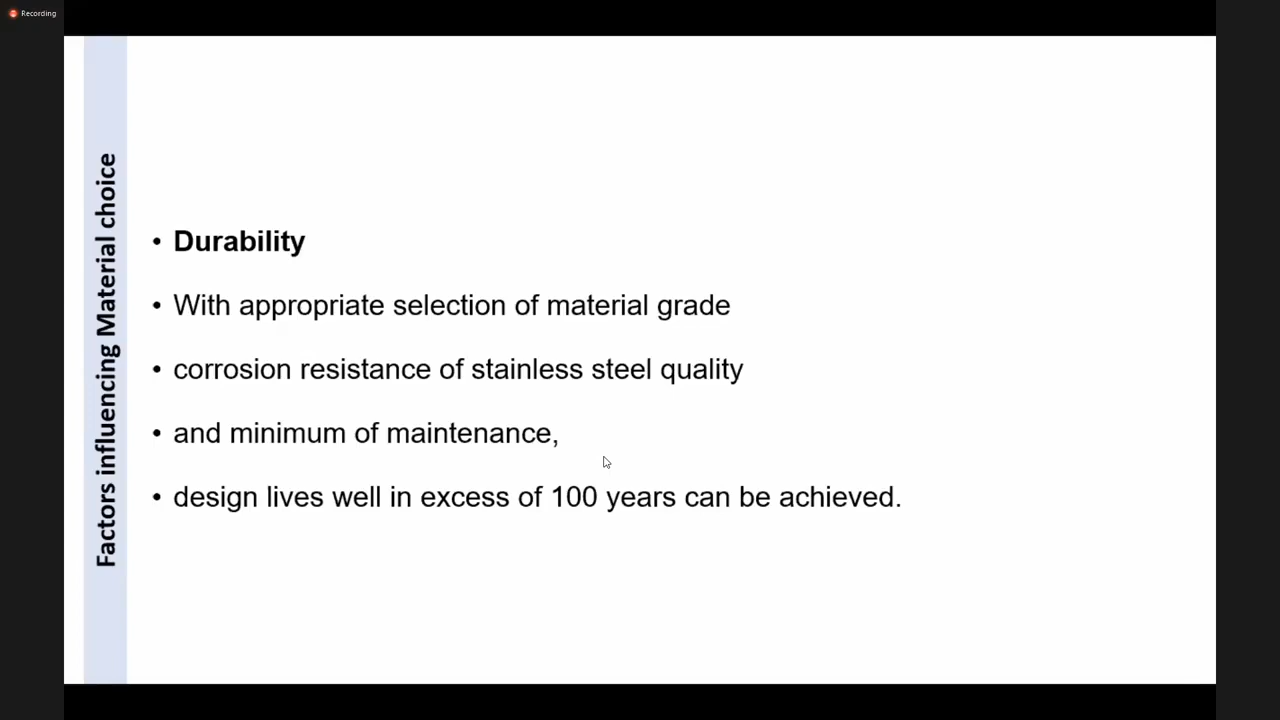 Recording
Factors influencing Material choice
• Durability
• With appropriate selection of material grade
• corrosion resistance of stainless steel quality
• and minimum of maintenance,
• design lives well in excess of 100 years can be achieved.